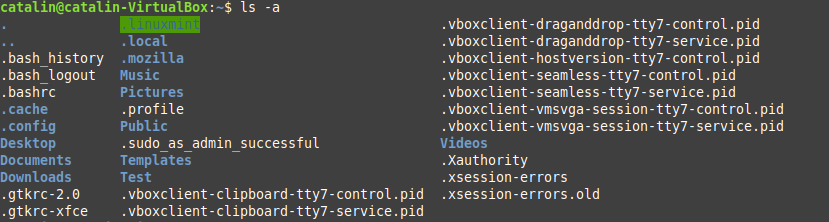 catalin@catalin-VirtualBox:~$ ls -a
. .linuxmint .vboxclient-draganddrop-tty7-control.pid
.. .local .vboxclient-draganddrop-tty7-service.pid
.bash_history .mozilla .vboxclient-hostversion-tty7-control.pid
.bash_logout Music .vboxclient-seamless-tty7-control.pid
.bashrc Pictures .vboxclient-seamless-tty7-service.pid
.cache .profile .vboxclient-vmsvga-session-tty7-control.pid
.config Public .vboxclient-vmsvga-session-tty7-service.pid
Desktop .sudo_as_admin_successful Videos
Documents Templates .Xauthority
Downloads Test .xsession-errors
.gtkrc-2.0 .vboxclient-clipboard-tty7-control.pid .xsession-errors.old
.gtkrc-xfce .vboxclient-clipboard-tty7-service.pid